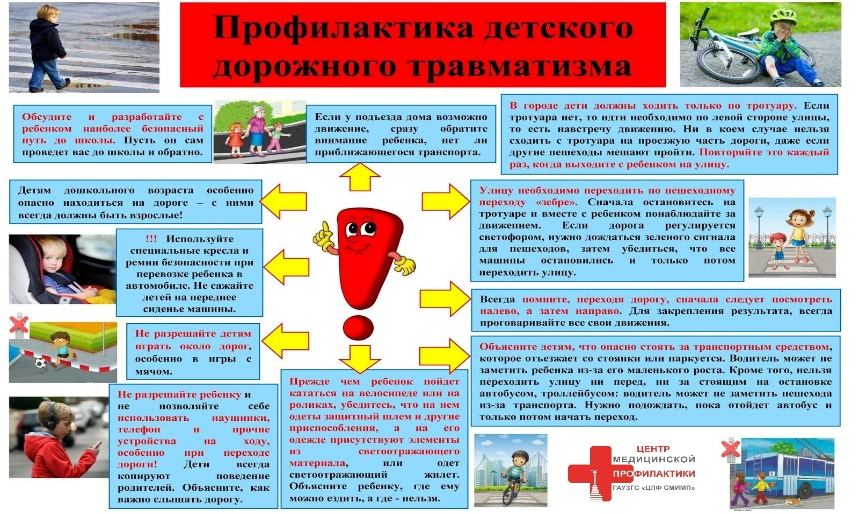 Профилактика детского
дорожного травматизма
Обсудите и разработайте с
ребенком наиболее безопасный
путь до школы. Пусть он сам
проведет вас до школы и обратно.
Если у подъезда дома возможно
движение, сразу обратите
внимание ребенка, нет ли
приближающегося транспорта.
В городе дети должны ходить только по тротуару. Если
тротуара нет, то идти необходимо по левой стороне улицы,
то есть навстречу движению. Ни в коем случае нельзя
сходить с тротуара на проезжую часть дороги, даже если
другие пешеходы мешают пройти. Повторяйте это каждый
раз, когда выходите с ребенком на улицу.
Детям дошкольного возраста особенно
опасно находиться на дороге – с ними
всегда должны быть взрослые!
Улицу необходимо переходить по пешеходному
переходу «зебре». Сначала остановитесь на
тротуаре и вместе с ребенком понаблюдайте за
движением. Если дорога регулируется
светофором, нужно дождаться зеленого сигнала
для пешеходов, затем убедиться, что все
машины остановились и только потом
переходить улицу.
!!! Используйте
специальные кресла и
ремни безопасности при
перевозке ребенка в
автомобиле. Не сажайте
детей на переднее
сиденье машины.
Всегда помните, переходя дорогу, сначала следует посмотреть
налево, а затем направо. Для закрепления результата, всегда
проговаривайте все свои движения.
Не разрешайте детям
играть около дорог,
особенно в игры с
мячом.
Объясните детям, что опасно стоять за транспортным средством,
которое отъезжает со стоянки или паркуется. Водитель может не
заметить ребенка из-за его маленького роста. Кроме того, нельзя
переходить улицу ни перед, ни за стоящим на остановке
автобусом, троллейбусом: водитель может не заметить пешехода
из-за транспорта. Нужно подождать, пока отойдет автобус и
только потом начать переход.
Не разрешайте ребенку и
не позволяйте себе
использовать наушники,
телефон и прочие
устройства на ходу,
особенно при переходе
дороги! Дети всегда
копируют поведение
родителей. Объясните, как
важно слышать дорогу.
Прежде чем ребенок пойдет
кататься на велосипеде или на
роликах, убедитесь, что на нем
одеты защитный шлем и другие
приспособления, а на его
одежде присутствуют элементы
из светоотражающего
материала, или одет
светоотражающий жилет.
Объясните ребенку, где ему
можно ездить, а где - нельзя.
ЦЕНТР
МЕДИЦИНСКОЙ
ПРОФИЛАКТИКИ
ГАУЗГС «ЦЛФ СМИМП»